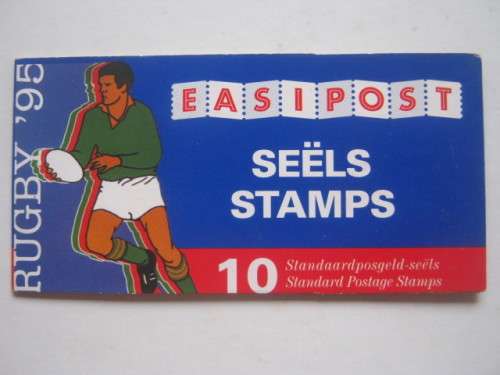 RUGBY '95
EASIPOST
SEËLS
STAMPS
10
Standaardposgeld-seëls
Standard Postage Stamps